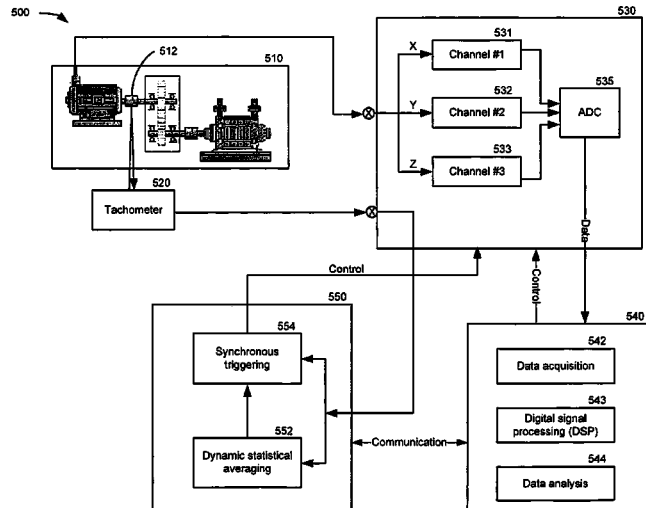 500
512
510
520
Tachometer
530
531
X
Channel #1
532
Y
Channel #2
533
Z
Channel #3
535
ADC
Data
Control
Control
550
554
Synchronous
triggering
552
Dynamic statistical
averaging
Communication
540
542
Data acquisition
543
Digital signal
processing (DSP)
544
Data analysis